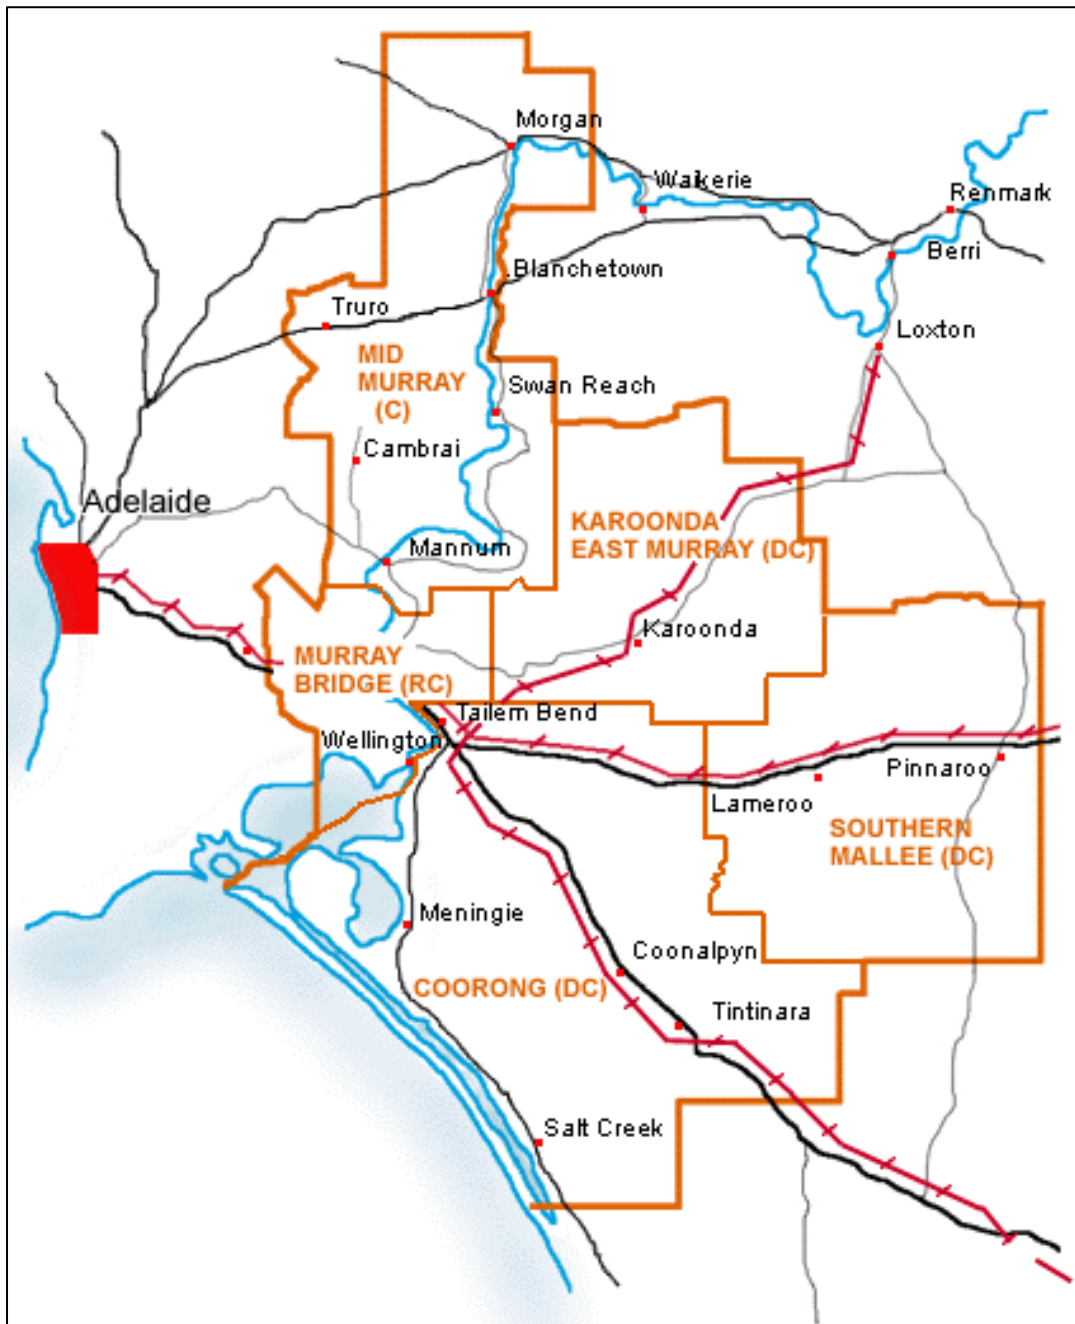 Morgan
Waikerie
Renmark
Berri
Blanchetown
Truro
Loxton
MID
MURRAY
(C)
Swan Reach
Cambrai
Adelaide
KAROONDA
EAST MURRAY (DC)
Mannum
Karoonda
MURRAY
BRIDGE (RC)
Tailem Bend
Wellington
Pinnaroo
Lameroo
SOUTHERN
MALLEE (DC)
Meningie
Coonalpyn
COORONG (DC)
Tintinara
Salt Creek